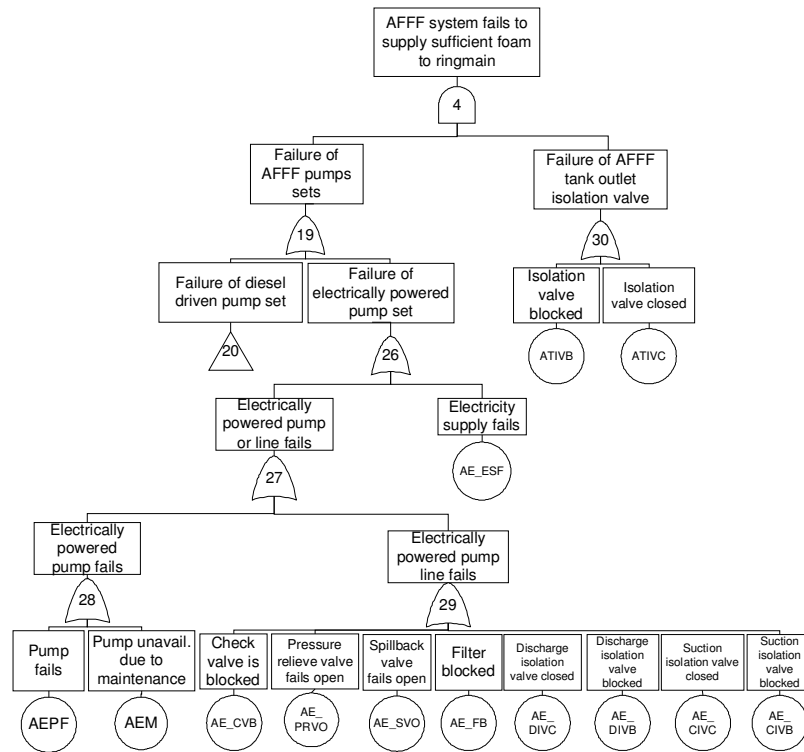 AFFF system fails to
supply sufficient foam
to ringmain
4
Failure of
AFFF pumps
sets
Failure of AFFF
tank outlet
isolation valve
19
30
Failure of diesel
driven pump set
Failure of
electrically powered
pump set
Isolation
valve
blocked
Isolation
valve closed
20
26
ATIVB
ATIVC
Electrically
powered pump
or line fails
Electricity
supply fails
27
AE_ESF
Electrically
powered
pump fails
Electrically
powered pump
line fails
28
29
Pump
fails
Pump unavail.
due to
maintenance
Check
valve is
blocked
Pressure
relieve valve
fails open
Spillback
valve
fails open
Filter
blocked
Discharge
isolation
valve closed
Discharge
isolation
valve
blocked
Suction
isolation valve
closed
Suction
isolation
valve
blocked
AEPF
AEM
AE_CVB
AE_
PRVO
AE_SVO
AE_FB
AE_
DIVC
AE_
DIVB
AE_
CIVC
AE_
CIVB